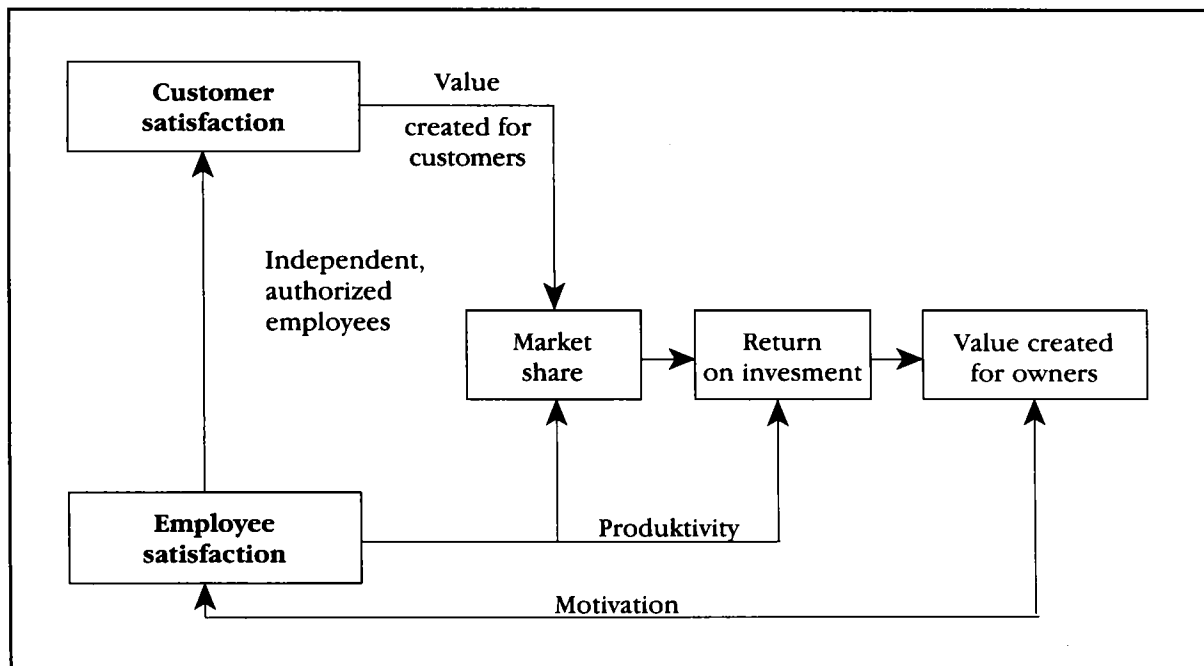 Customer
satisfaction
Value
created for
customers
Independent,
authorized
employees
Market
share
Return
on invesment
Value created
for owners
Employee
satisfaction
Produktivity
Motivation